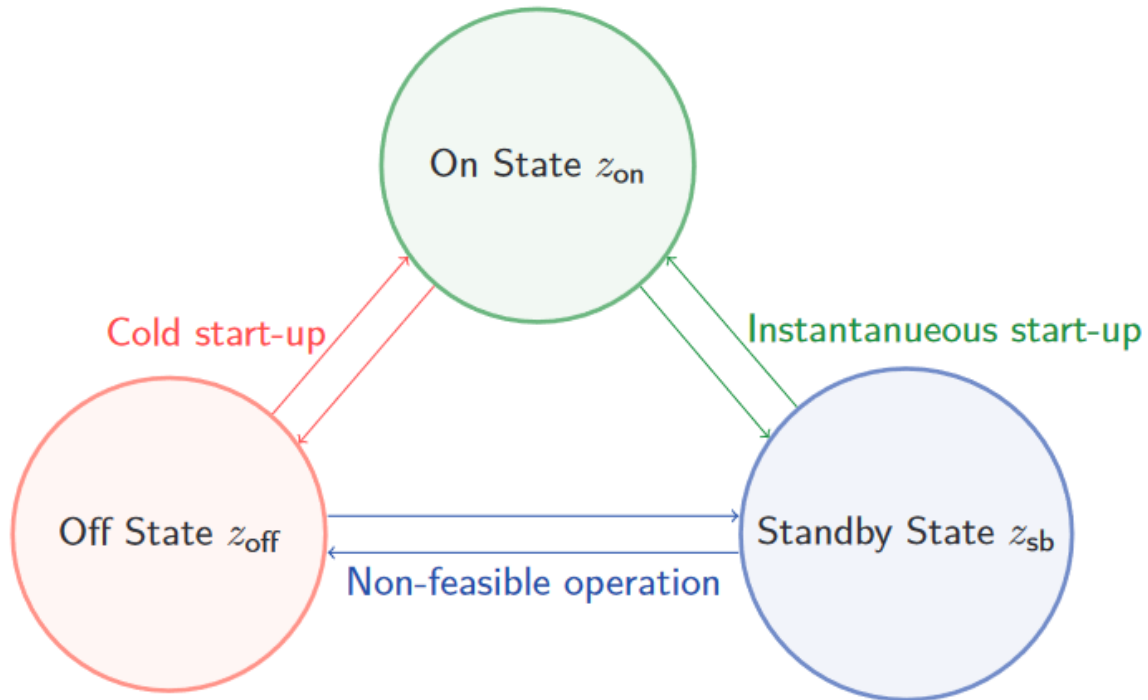 On State z_on
Cold start-up
Instantanueous start-up
Off State z_off
Standby State z_sb
Non-feasible operation